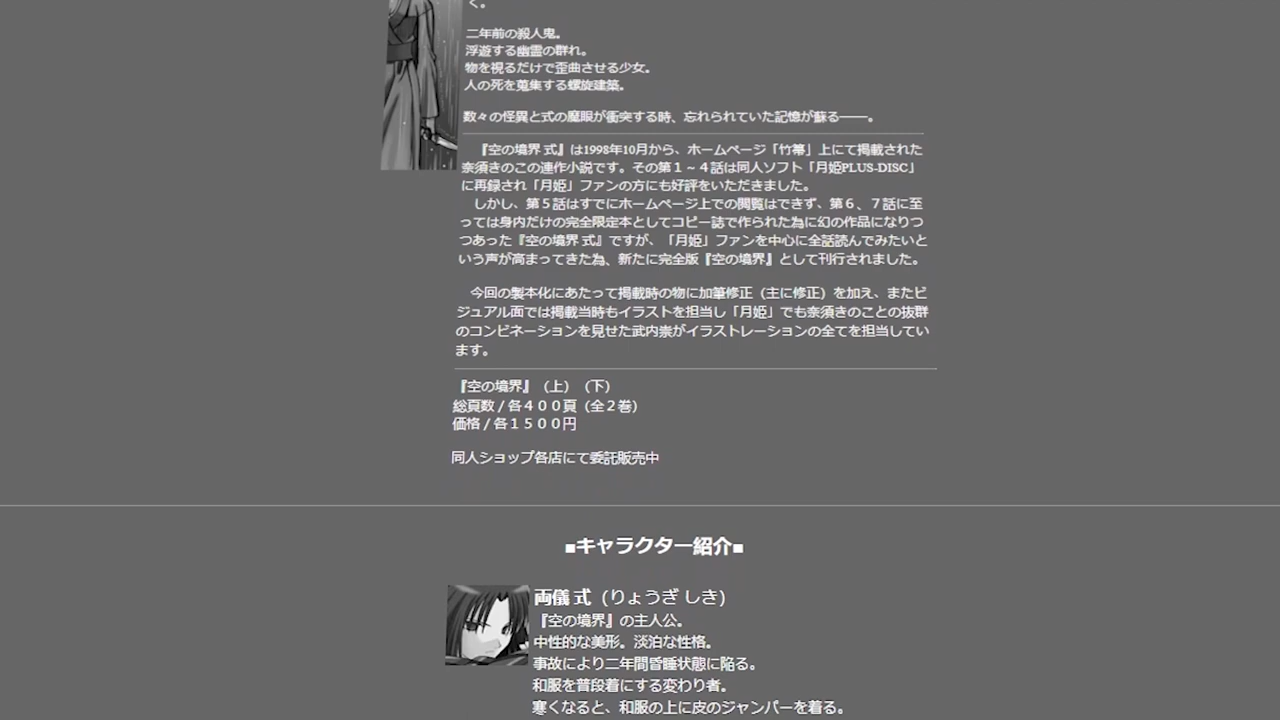 く。
二年前の殺人鬼。
浮遊する幽霊の群れ。
物を視るだけで歪曲させる少女。
人の死を蒐集する螺旋建築。
数々の怪異と式の魔眼が衝突する時、忘れられていた記憶が蘇る――。
『空の境界 式』は1998年10月から、ホームページ「竹箒」上にて掲載された
奈須きのこの連作小説です。その第１～４話は同人ソフト「月姫PLUS-DISC」
に再録され「月姫」ファンの方にも好評をいただきました。
しかし、第５話はすでにホームページ上での閲覧はできず、第６、７話に至
っては身内だけの完全限定本としてコピー誌で作られた為に幻の作品になりつ
つあった『空の境界 式』ですが、「月姫」ファンを中心に全話読んでみたいと
いう声が高まってきた為、新たに完全版『空の境界』として刊行されました。
今回の製本化にあたって掲載時の物に加筆修正（主に修正）を加え、またビ
ジュアル面では掲載当時もイラストを担当し「月姫」でも奈須きのことの抜群
のコンビネーションを見せた武内崇がイラストレーションの全てを担当してい
ます。
『空の境界』（上）（下）
総頁数 / 各４００頁（全２巻）
価格 / 各１５００円
同人ショップ各店にて委託販売中
■キャラクター紹介■
両儀 式（りょうぎ しき）
『空の境界』の主人公。
中性的な美形。淡泊な性格。
事故により二年間昏睡状態に陥る。
和服を普段着にする変わり者。
寒くなると、和服の上に皮のジャンパーを着る。